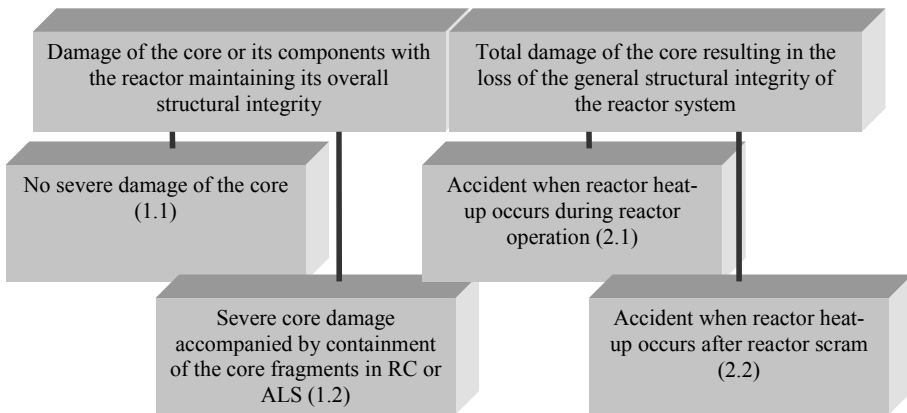 Damage of the core or its components with
the reactor maintaining its overall
structural integrity
Total damage of the core resulting in the
loss of the general structural integrity of
the reactor system
No severe damage of the core
(1.1)
Accident when reactor heat-
up occurs during reactor
operation (2.1)
Severe core damage
accompanied by containment
of the core fragments in RC or
ALS (1.2)
Accident when reactor heat-
up occurs after reactor scram
(2.2)